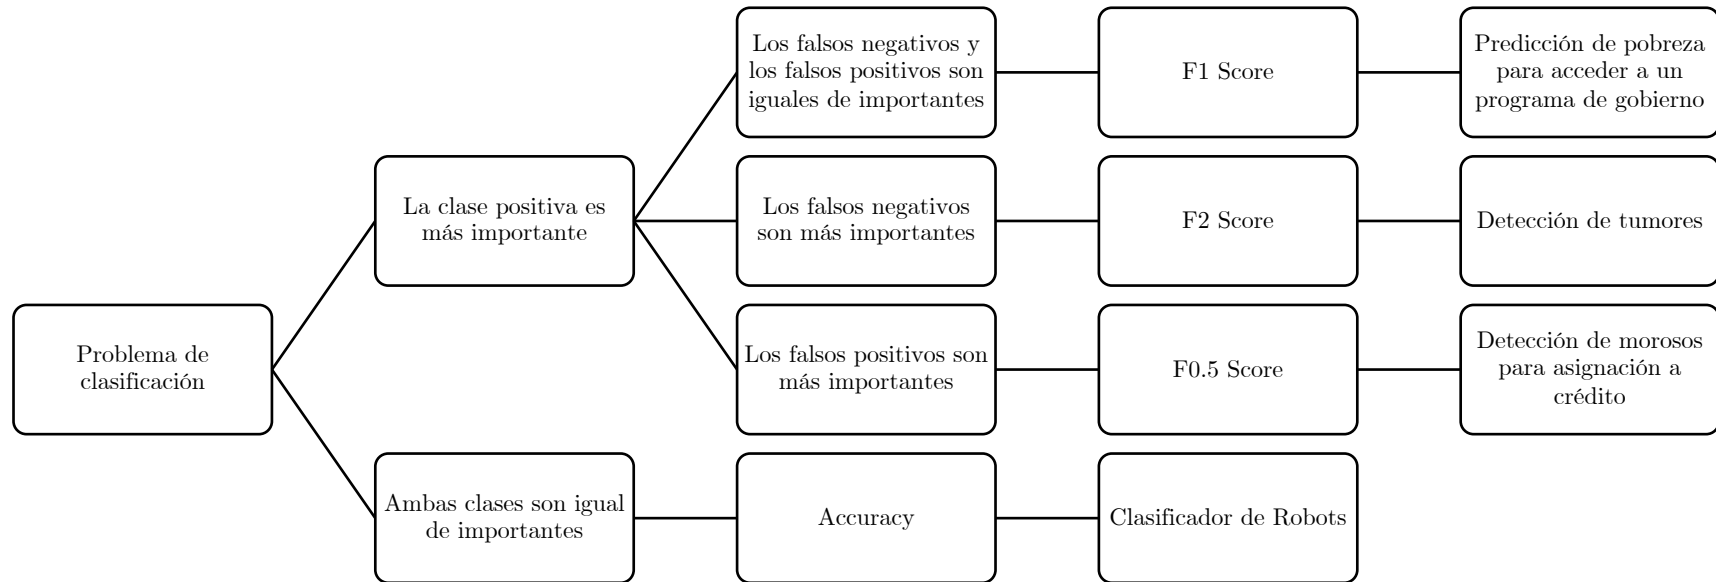 Los falsos negativos y
los falsos positivos son
iguales de importantes
F1 Score
Predicción de pobreza
para acceder a un
programa de gobierno
La clase positiva es
más importante
Los falsos negativos
son más importantes
F2 Score
Detección de tumores
Problema de
clasificación
Los falsos positivos son
más importantes
F0.5 Score
Detección de morosos
para asignación a
crédito
Ambas clases son igual
de importantes
Accuracy
Clasificador de Robots